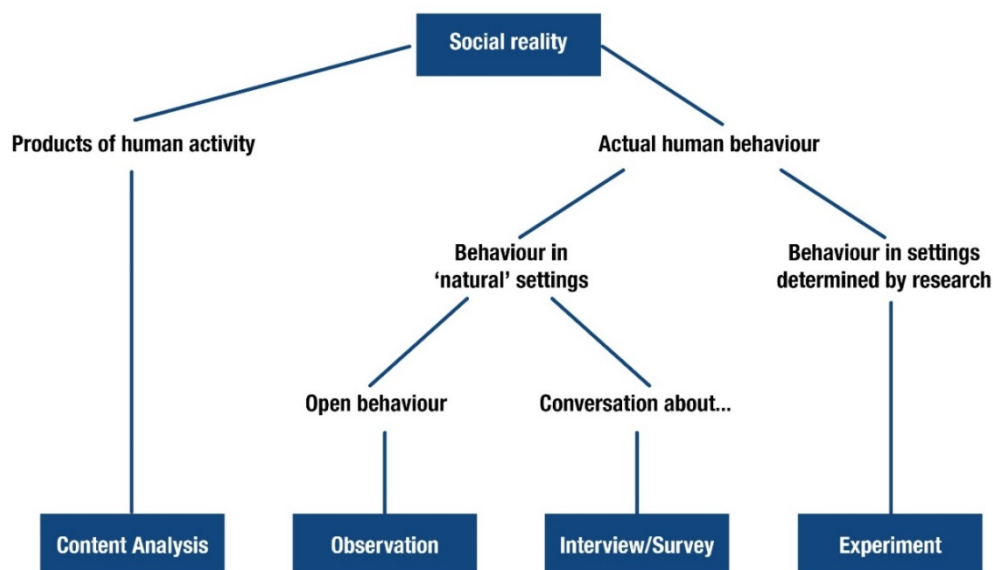 Social reality
Products of human activity
Actual human behaviour
Behaviour in
‘natural’ settings
Behaviour in settings
determined by research
Open behaviour
Conversation about...
Content Analysis
Observation
Interview/Survey
Experiment